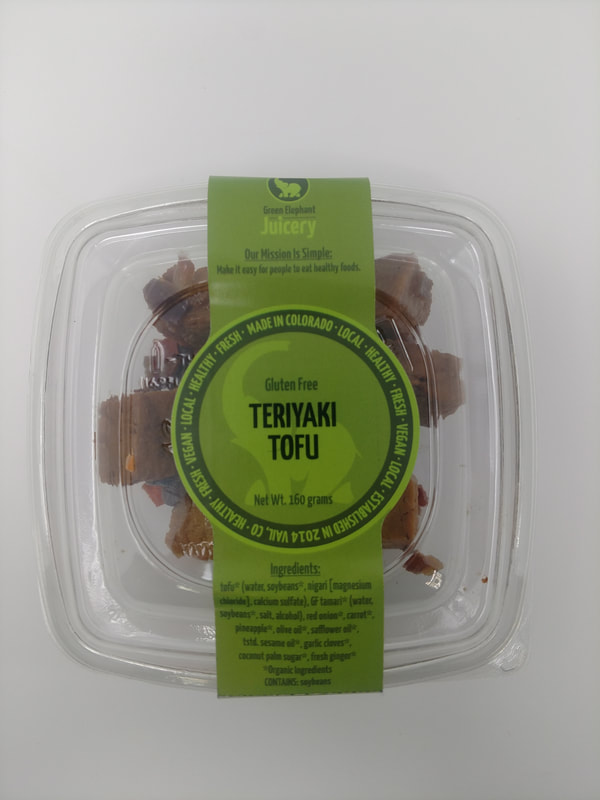 Green Elephant
Juicery
Our Mission Is Simple:
Make it easy for people to eat healthy foods.
HEALTHY · FRESH · VEGAN · LOCAL · HEALTHY · FRESH · MADE IN COLORADO · LOCAL · HEALTHY · FRESH · VEGAN · LOCAL · ESTABLISHED IN 2014 VAIL, CO ·
Gluten Free
TERIYAKI
TOFU
Net Wt. 160 grams
Ingredients:
tofu* (water, soybeans*, nigari [magnesium
chloride], calcium sulfate), GF tamari* (water,
soybeans*, salt, alcohol), red onion*, carrot*,
pineapple*, olive oil*, safflower oil*,
tstd. sesame oil*, garlic cloves*,
coconut palm sugar*, fresh ginger*
*Organic Ingredients
CONTAINS: soybeans